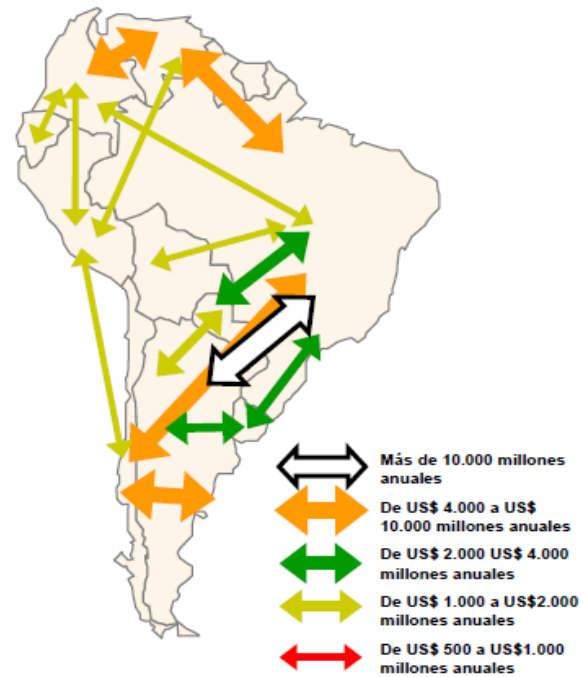 Más de 10.000 millones
anuales
De US$ 4.000 a US$
10.000 millones anuales
De US$ 2.000 US$ 4.000
millones anuales
De US$ 1.000 a US$2.000
millones anuales
De US$ 500 a US$1.000
millones anuales